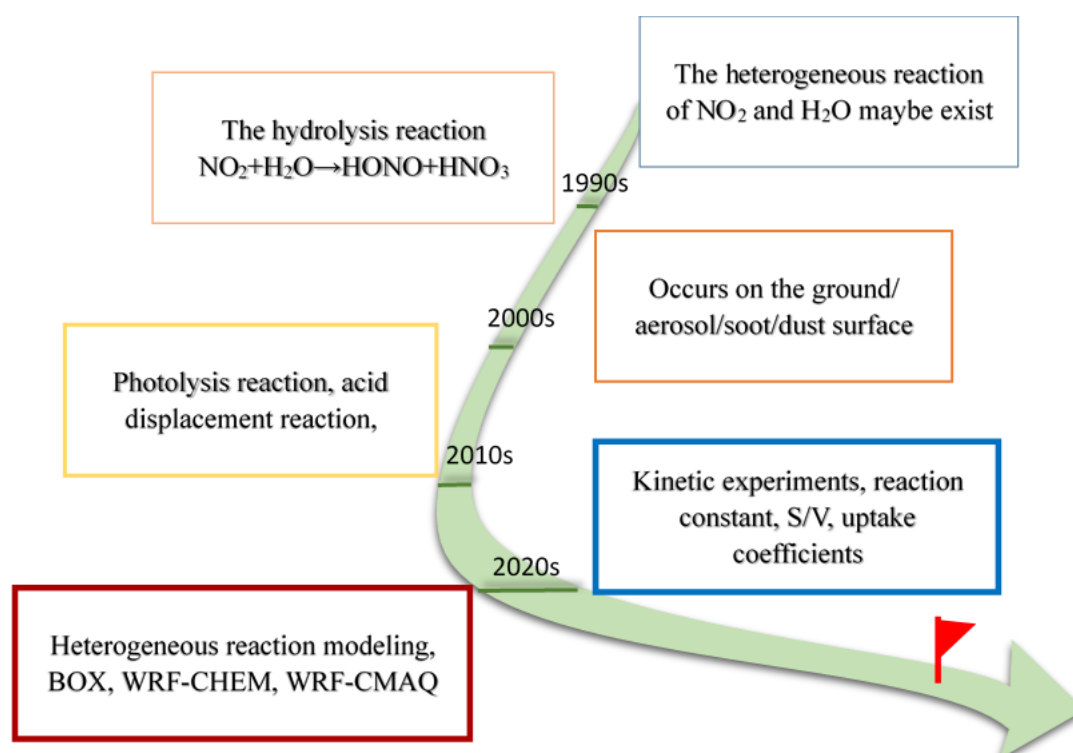 The heterogeneous reaction
of NO₂ and H₂O maybe exist
The hydrolysis reaction
NO₂+H₂O→HONO+HNO₃
1990s
Occurs on the ground/
aerosol/soot/dust surface
2000s
Photolysis reaction, acid
displacement reaction,
2010s
Kinetic experiments, reaction
constant, S/V, uptake
coefficients
2020s
Heterogeneous reaction modeling,
BOX, WRF-CHEM, WRF-CMAQ